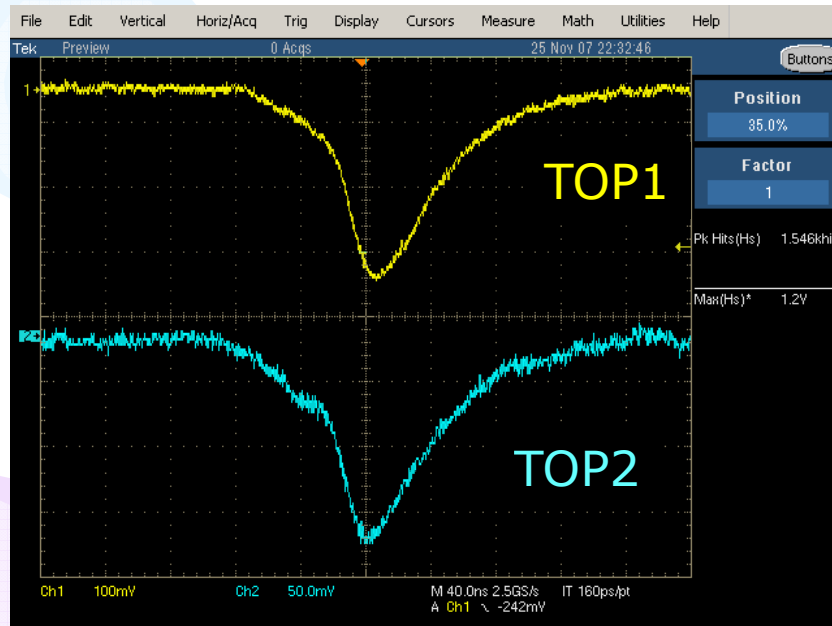 File Edit Vertical Horiz/Acq Trig Display Cursors Measure Math Utilities Help
Tek Preview 0 Acqs 25 Nov 07 22:32:46
Buttons
1
Position
35.0%
TOP1
Factor
1
Pk Hits(Hs) 1.546khi
Max(Hs)* 1.2V
2
TOP2
Ch1 100mV Ch2 50.0mV M 40.0ns 2.5GS/s IT 160ps/pt
A Ch1 \ -242mV